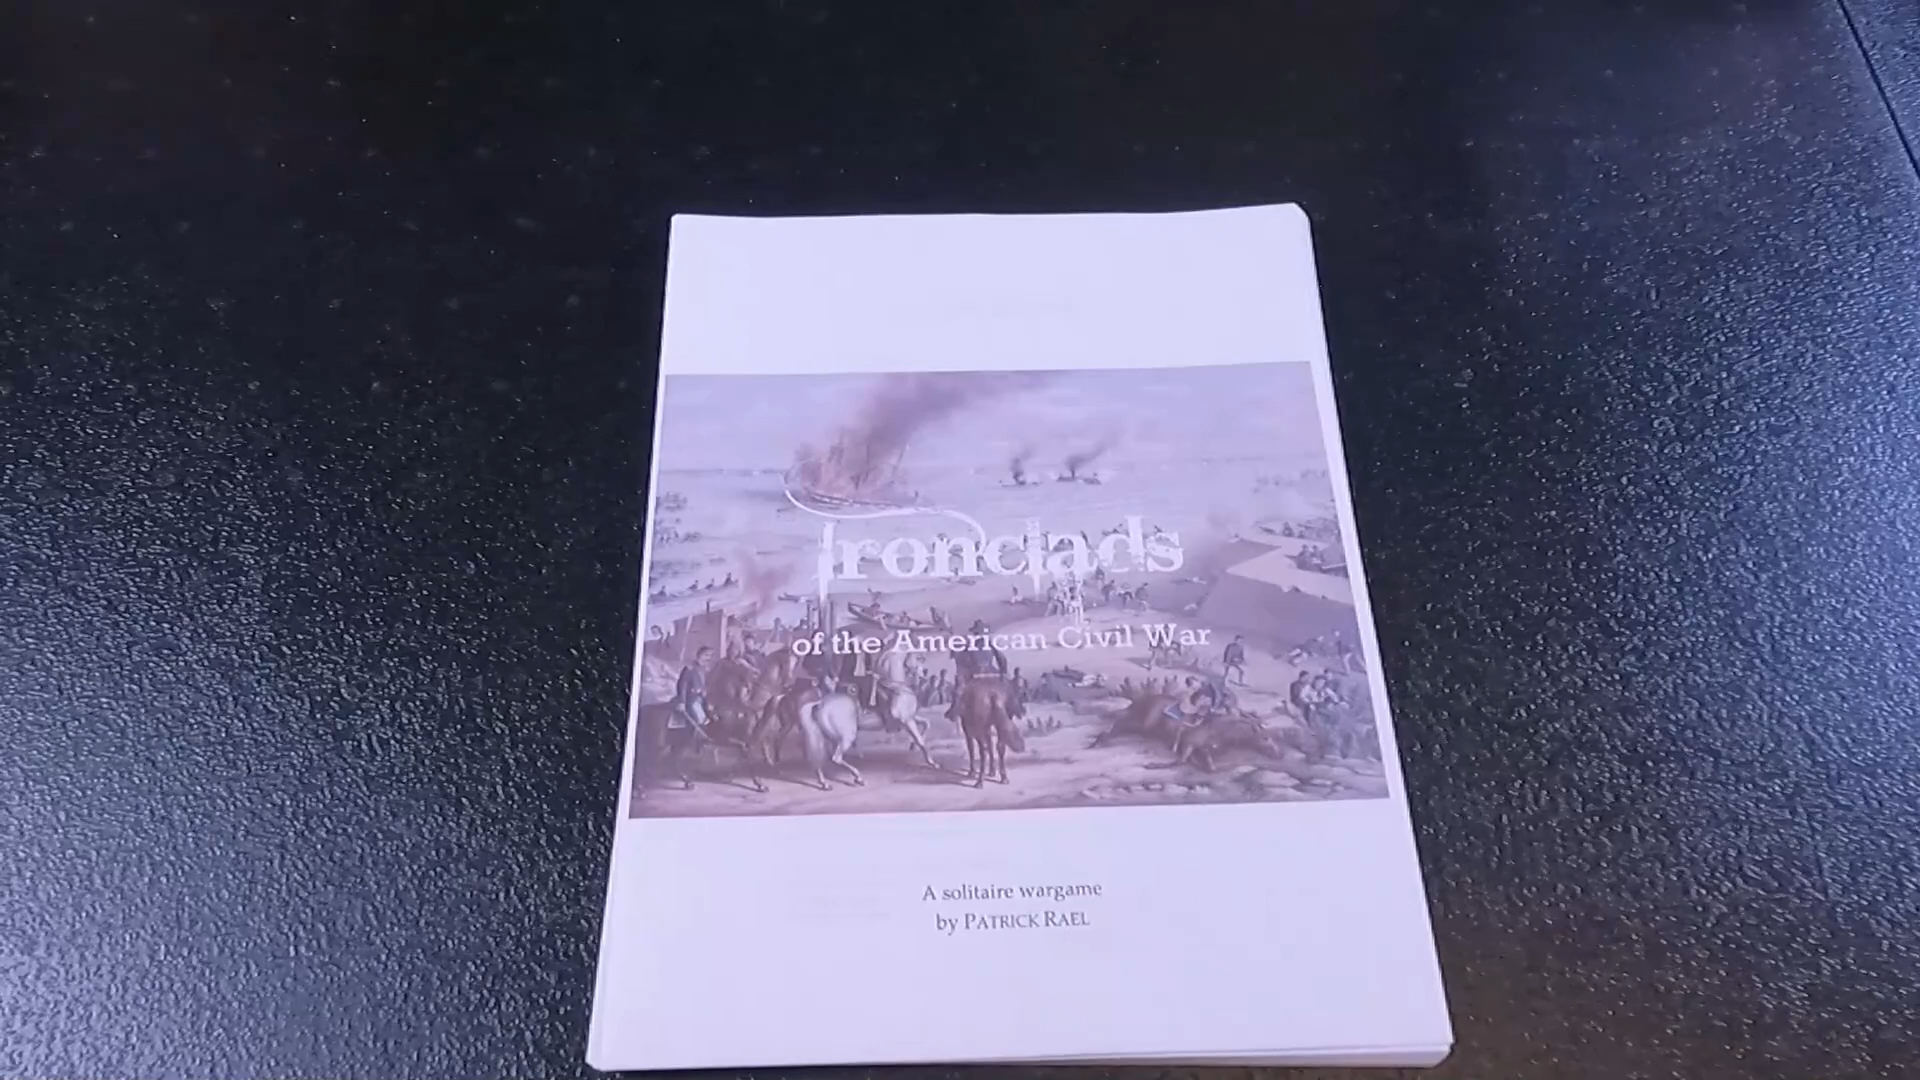 Ironclads
of the American Civil War
A solitaire wargame
by PATRICK RAEL